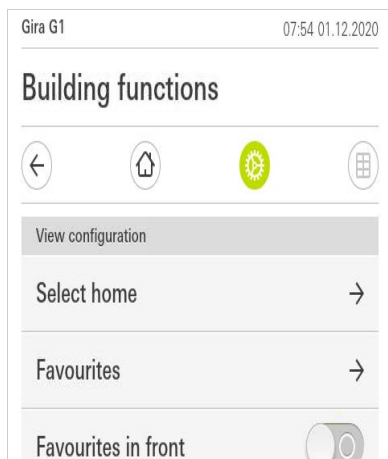 Gira G1 07:54 01.12.2020
Building functions
View configuration
Select home
Favourites
Favourites in front